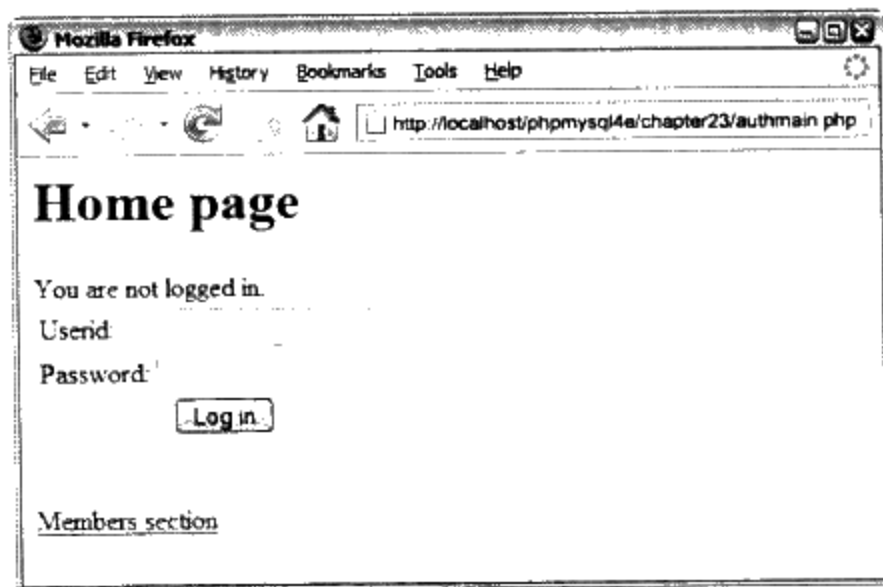 Mozilla Firefox
File Edit View History Bookmarks Tools Help
http://localhost/phpmysql4e/chapter23/authmain php
Home page
You are not logged in.
Userid:
Password:
Log in
Members section